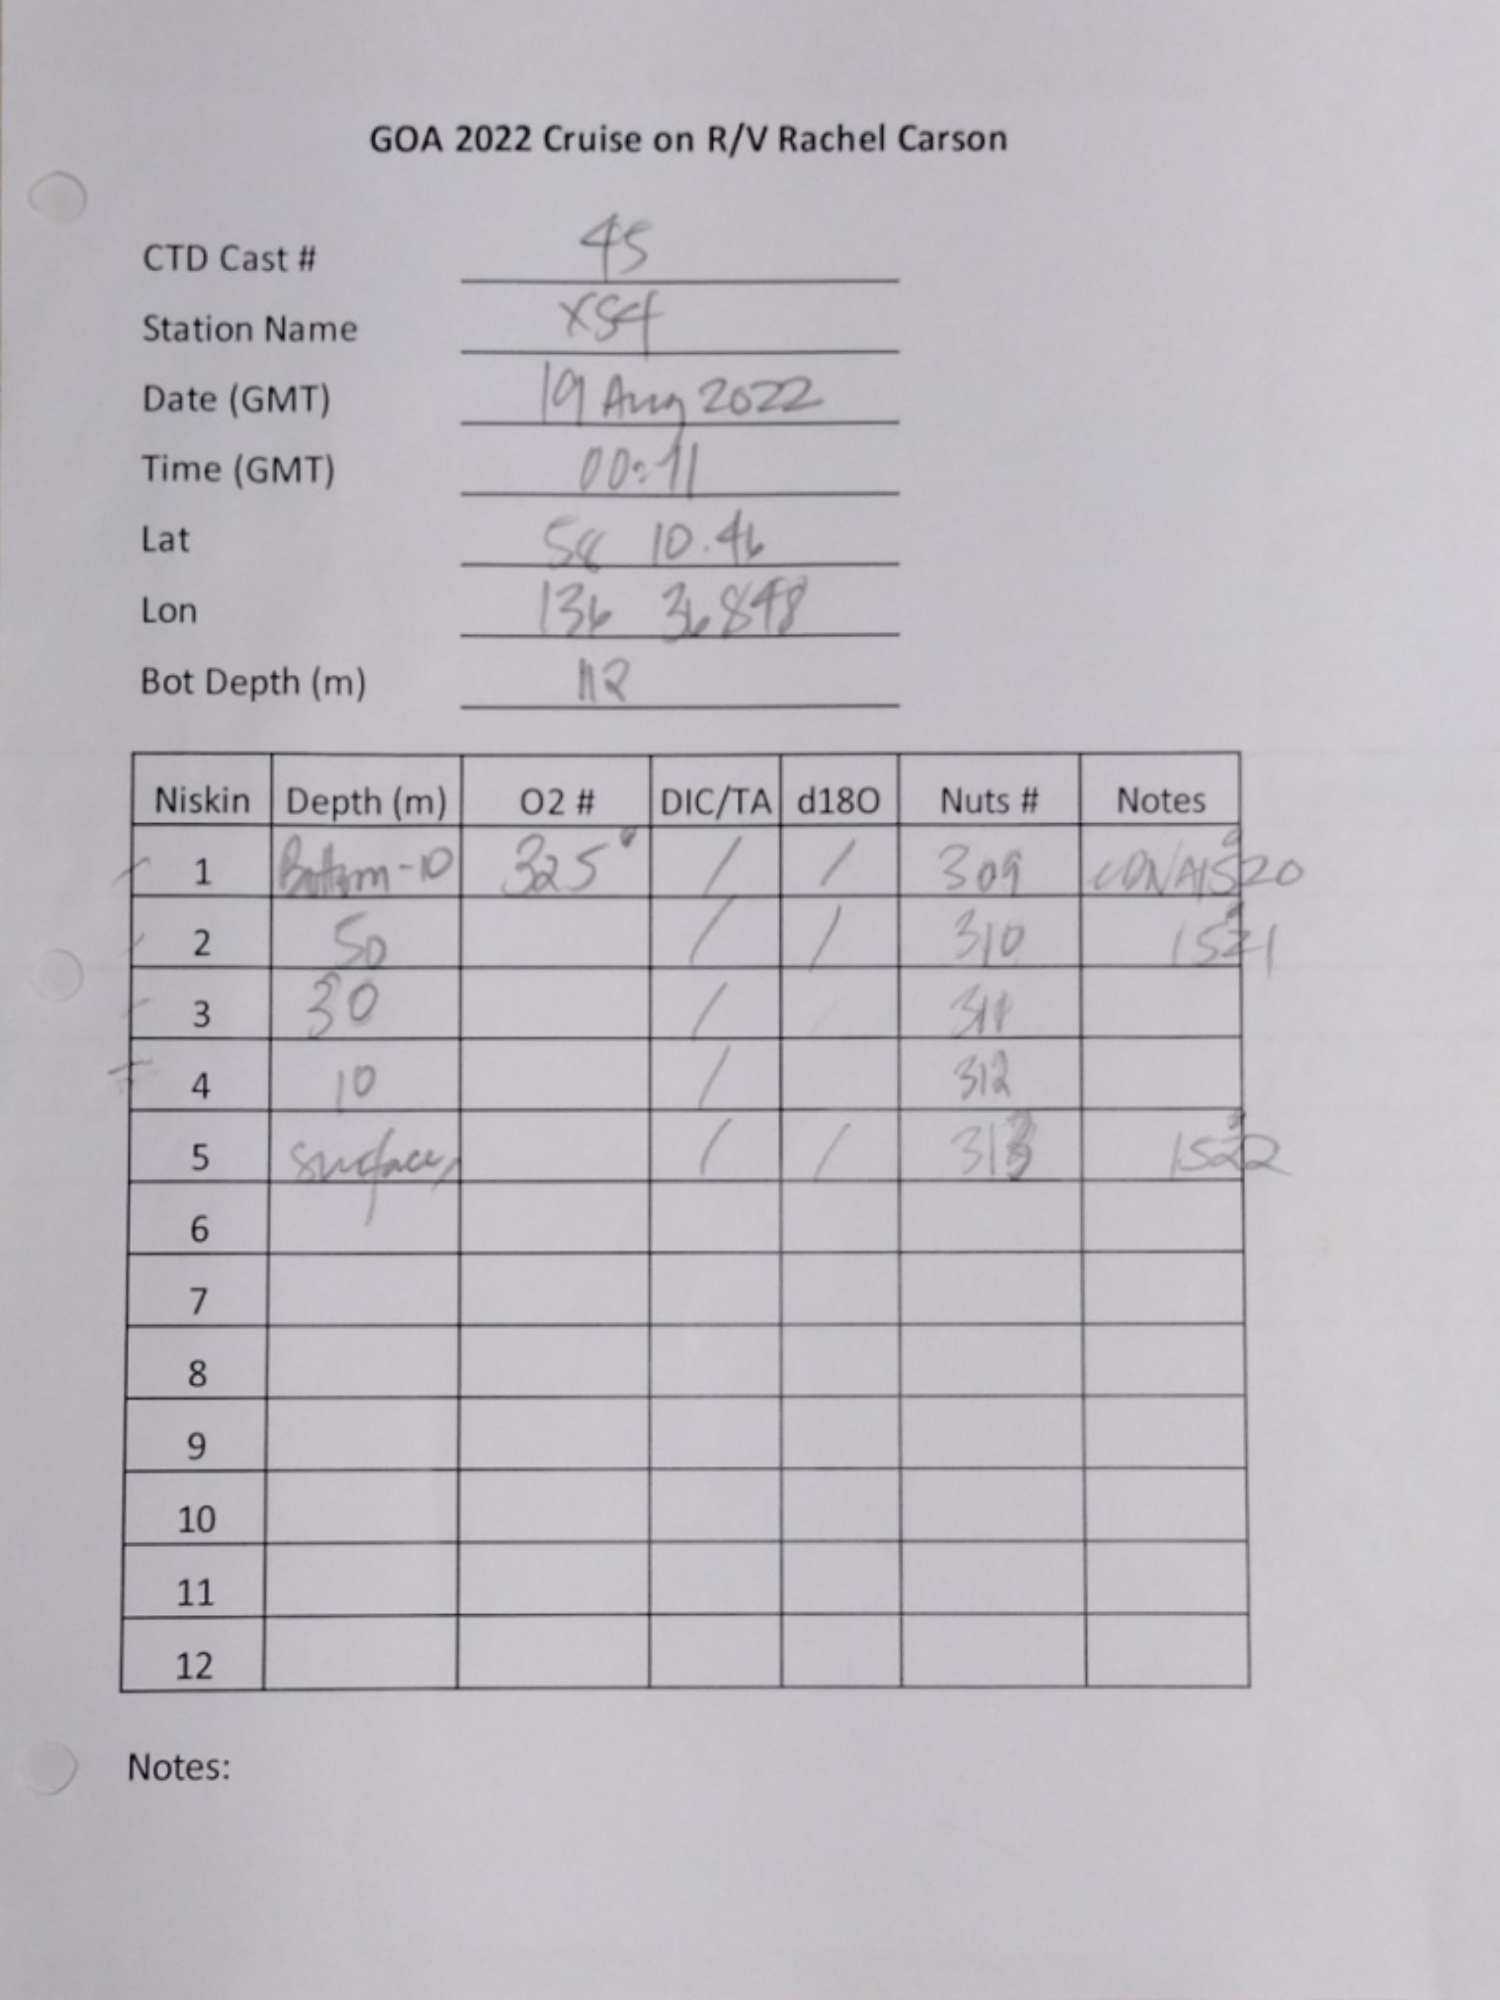 GOA 2022 Cruise on R/V Rachel Carson
CTD Cast # 45
Station Name XS4
Date (GMT) 19 Aug 2022
Time (GMT) 00:11
Lat 58 10.46
Lon 136 36.848
Bot Depth (m) 112
Niskin Depth (m) O2 # DIC/TA d18O Nuts # Notes
1 Bottom-10 325 / / 309 eDNA1520
2 50 / / 310 1521
3 30 / 311
4 10 / 312
5 surface / / 313 1522
6
7
8
9
10
11
12
Notes: